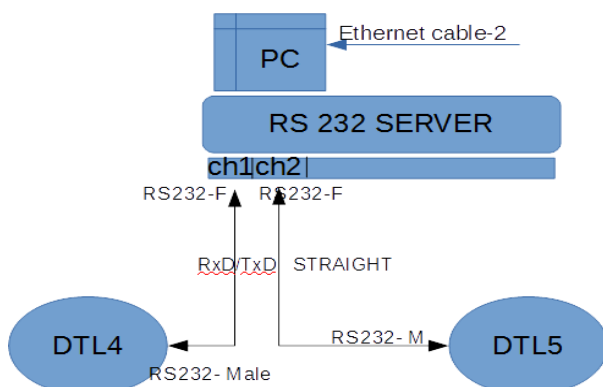 Ethernet cable-2
PC
RS 232 SERVER
ch1 ch2
RS232-F RS232-F
RxD/TxD STRAIGHT
RS232- M
DTL4 DTL5
RS232- Male